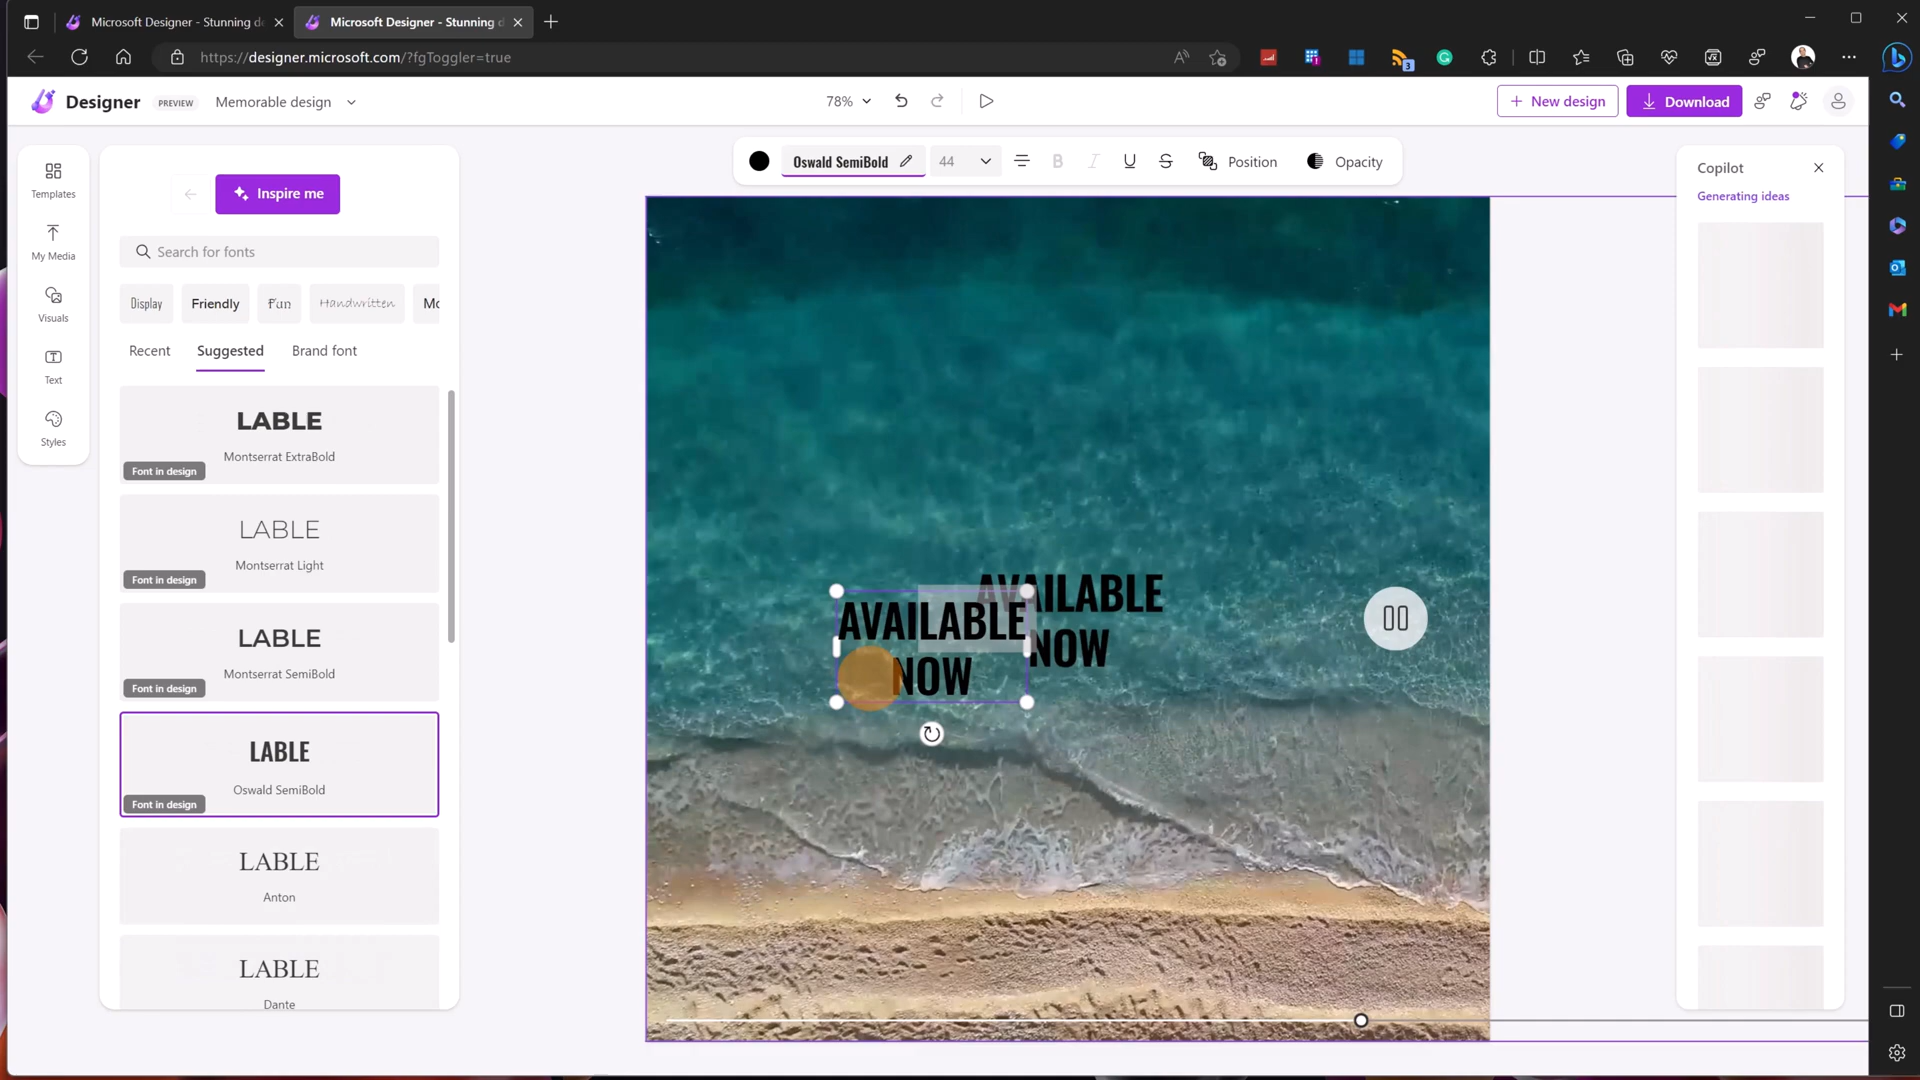 Microsoft Designer - Stunning d
Microsoft Designer - Stunning d
https://designer.microsoft.com/?fgToggler=true
3
Designer
PREVIEW
Memorable design
78%
New design
Download
Templates
My Media
Visuals
Text
Styles
Inspire me
Search for fonts
Display
Friendly
Fun
Handwritten
Mo
Recent
Suggested
Brand font
LABLE
Montserrat ExtraBold
Font in design
LABLE
Montserrat Light
Font in design
LABLE
Montserrat SemiBold
Font in design
LABLE
Oswald SemiBold
Font in design
LABLE
Anton
LABLE
Dante
Oswald SemiBold
44
B
I
U
S
Position
Opacity
AVAILABLE
NOW
AVAILABLE
NOW
Copilot
Generating ideas